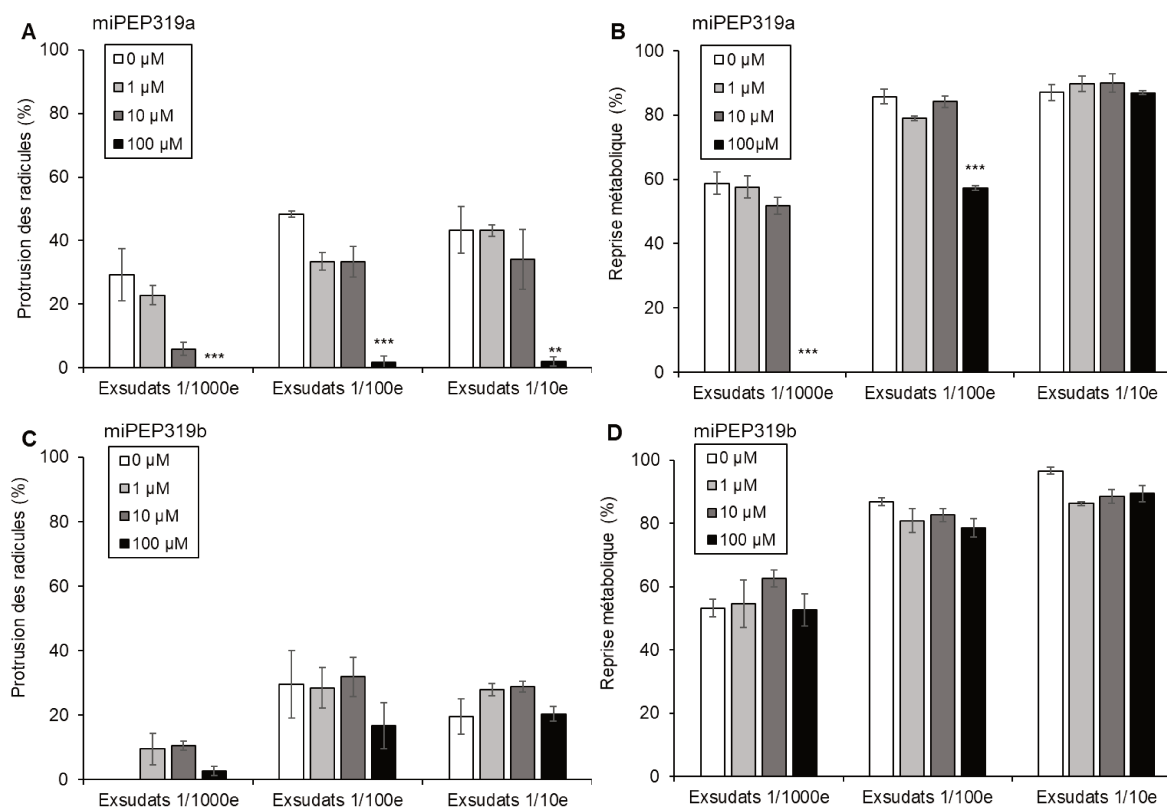 A
miPEP319a
Protrusion des radicules (%)
100
80
60
40
20
0
0 µM
1 µM
10 µM
100 µM
***
***
**
Exsudats 1/1000e
Exsudats 1/100e
Exsudats 1/10e
B
miPEP319a
Reprise métabolique (%)
100
80
60
40
20
0
0 µM
1 µM
10 µM
100µM
***
***
Exsudats 1/1000e
Exsudats 1/100e
Exsudats 1/10e
C
miPEP319b
Protrusion des radicules (%)
100
80
60
40
20
0
0 µM
1 µM
10 µM
100 µM
Exsudats 1/1000e
Exsudats 1/100e
Exsudats 1/10e
D
miPEP319b
Reprise métabolique (%)
100
80
60
40
20
0
0 µM
1 µM
10 µM
100 µM
Exsudats 1/1000e
Exsudats 1/100e
Exsudats 1/10e